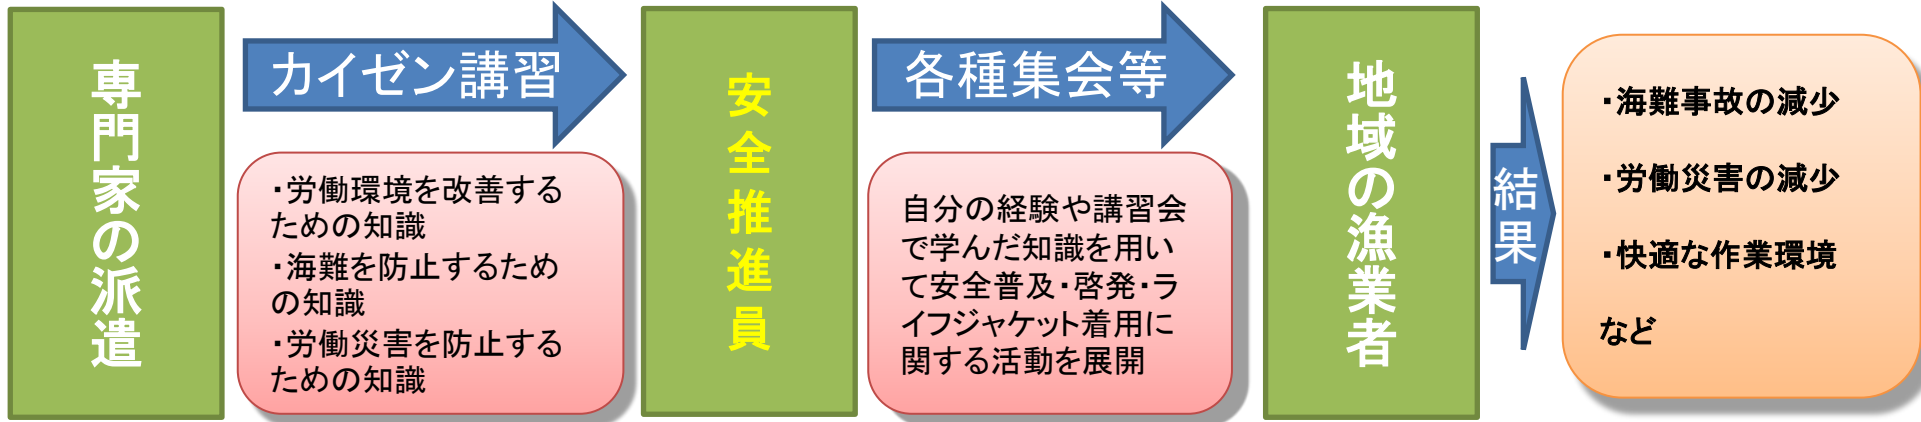 専門家の派遣
カイゼン講習
・労働環境を改善する
ための知識
・海難を防止するため
の知識
・労働災害を防止する
ための知識
安全推進員
各種集会等
自分の経験や講習会
で学んだ知識を用い
て安全普及・啓発・ラ
イフジャケット着用に
関する活動を展開
地域の漁業者
結果
・海難事故の減少
・労働災害の減少
・快適な作業環境
など